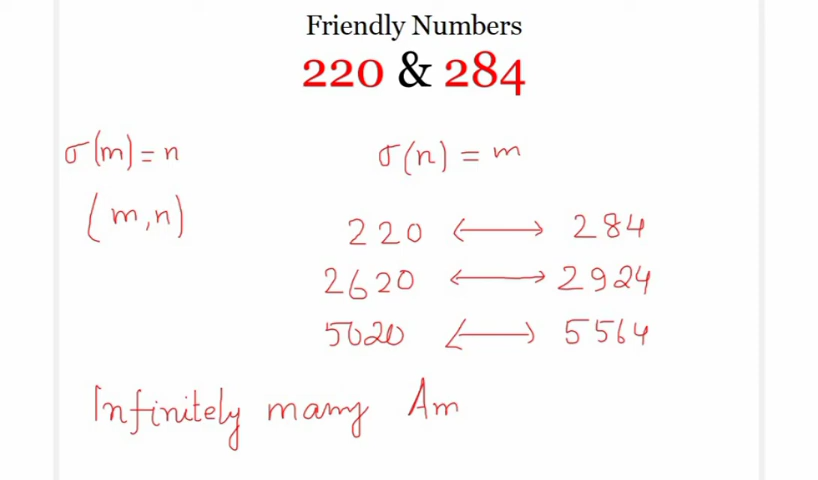 Friendly Numbers
220 & 284
σ(m) = n σ(n) = m
(m,n)
220 ⟷ 284
2620 ⟷ 2924
5020 ⟷ 5564
Infinitely many Am